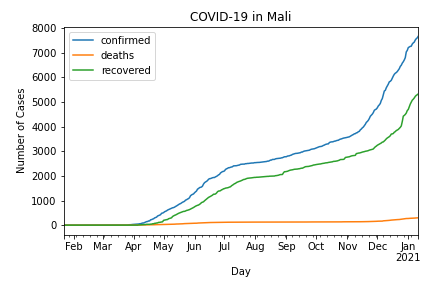 COVID-19 in Mali
8000
7000
6000
5000
4000
3000
2000
1000
0
Number of Cases
confirmed
deaths
recovered
Feb Mar Apr May Jun Jul Aug Sep Oct Nov Dec Jan
2021
Day